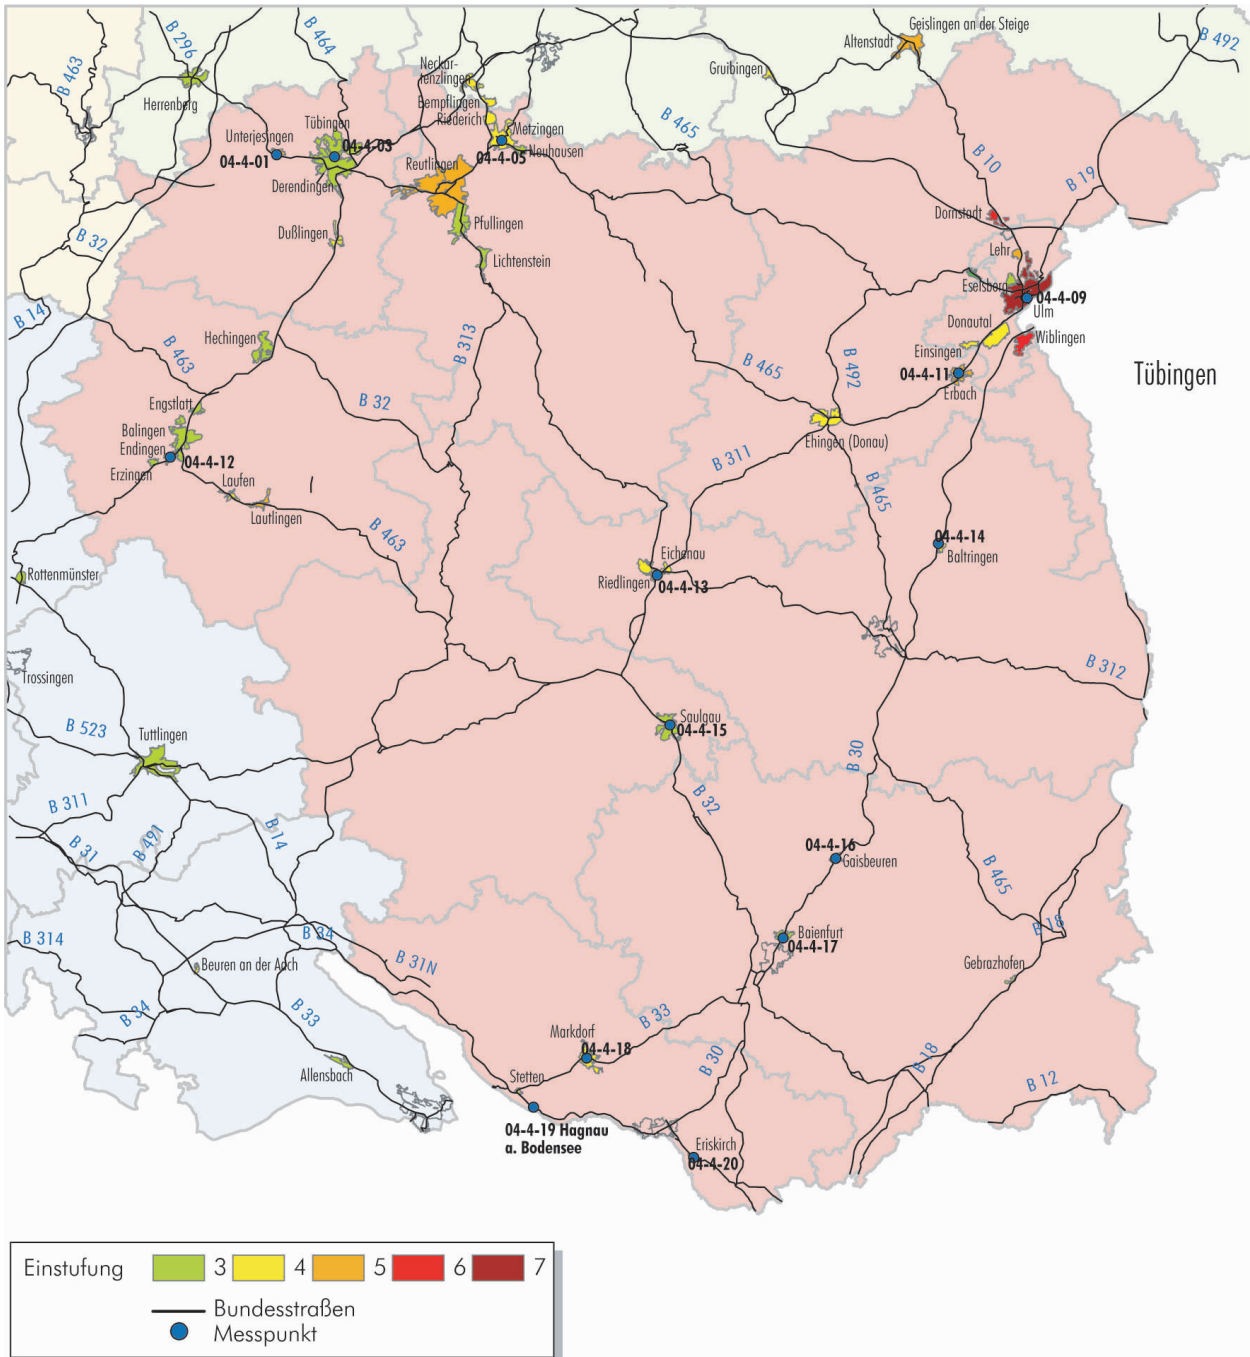 Geislingen an der Steige
Altenstadt
B 492
B 296
B 464
B 463
Neckar-
tenzlingen
Gruibingen
Herrenberg
Bempflingen
Riederich
Tübingen
Metzingen
B 465
Unterjesingen
04-4-03
04-4-01
04-4-05
Neuhausen
B 10
Reutlingen
B 19
Derendingen
Dornstadt
Pfullingen
Dußlingen
B 32
Lehr
Lichtenstein
Eselsberg
04-4-09
Ulm
B 14
Donautal
Wiblingen
Hechingen
B 313
Einsingen
B 463
B 465
B 492
04-4-11
Tübingen
Erbach
B 32
Engstlatt
Balingen
Ehingen (Donau)
Endingen
B 311
04-4-12
Erzingen
Laufen
B 465
Lautlingen
B 463
04-4-14
Eichenau
Baltringen
Rottenmünster
Riedlingen
04-4-13
B 312
Trossingen
Saulgau
B 523
04-4-15
Tuttlingen
B 30
B 311
B 32
B 491
B 14
B 31
04-4-16
Gaisbeuren
B 465
B 18
B 34
Baienfurt
B 314
04-4-17
B 31N
Beuren an der Aach
Gebrazhofen
B 34
B 33
B 33
Markdorf
04-4-18
B 30
B 18
Allensbach
Stetten
B 12
04-4-19 Hagnau
a. Bodensee
Eriskirch
04-4-20
Einstufung 3 4 5 6 7
Bundesstraßen
Messpunkt